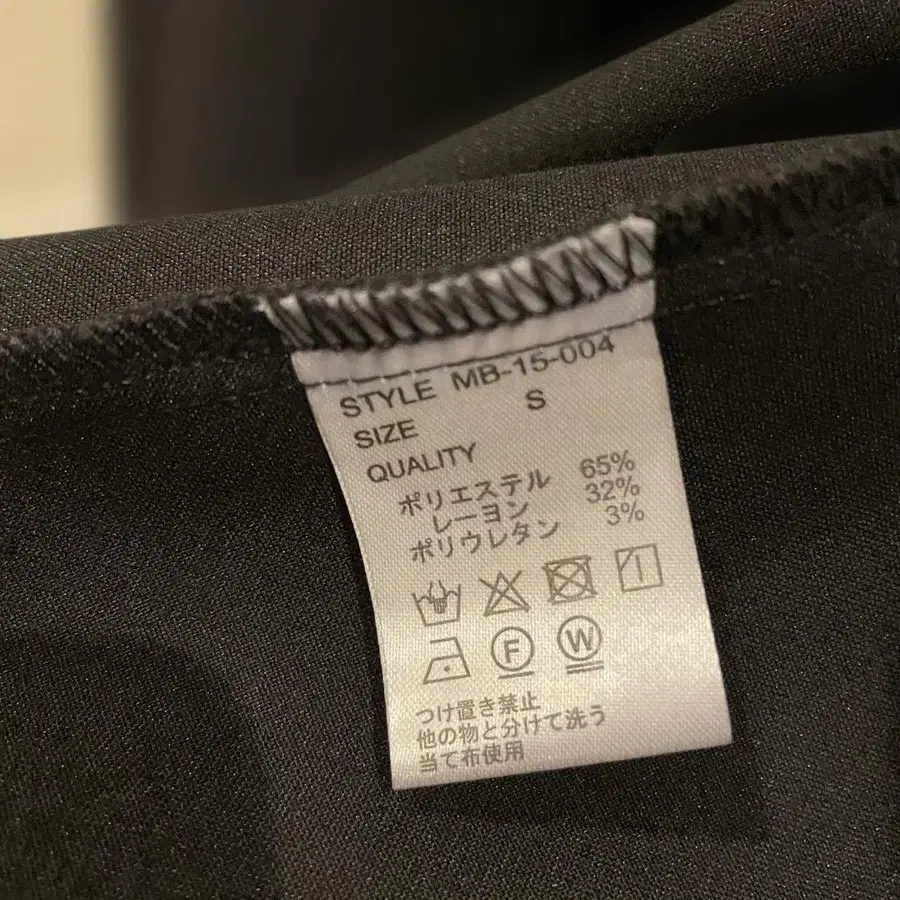 STYLE MB-15-004
SIZE S
QUALITY
ポリエステル 65%
レーヨン 32%
ポリウレタン 3%
F W
つけ置き禁止
他の物と分けて洗う
当て布使用